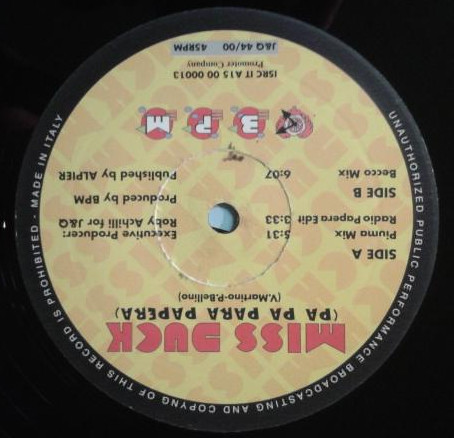 MISS DUCK
(PA PA PARA PAPERA)
(V.Martino-P.Bellino)
SIDE A
Piuma Mix 5:31
Radio Papera Edit 3:33
SIDE B
Becco Mix 6:07
Executive Producer:
Roby Achilli for J&Q
Produced by BPM
Published by ALPIER
BPM
Promoter Company
ISRC IT A15 00 00013
J&Q 44/00 45RPM
UNAUTHORIZED PUBLIC PERFORMANCE BROADCASTING AND COPYNG OF THIS RECORD IS PROHIBITED - MADE IN ITALY